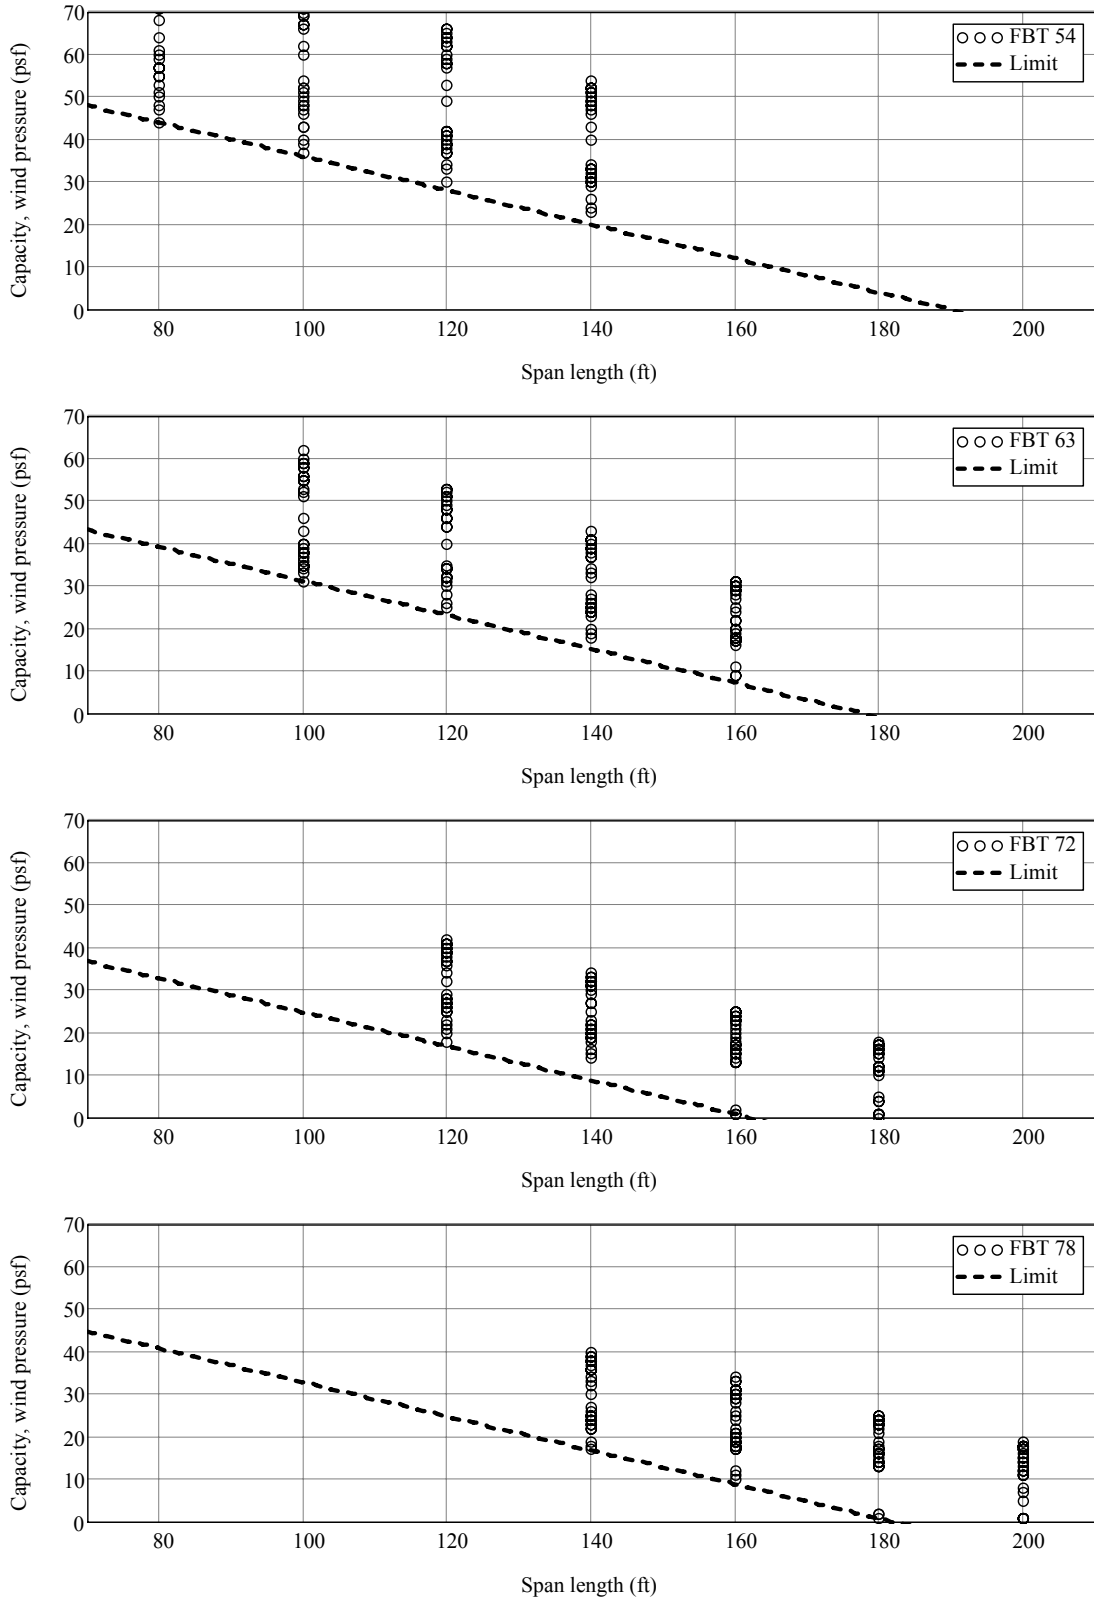 Capacity, wind pressure (psf)
70
60
50
40
30
20
10
0
FBT 54
Limit
80 100 120 140 160 180 200
Span length (ft)
Capacity, wind pressure (psf)
70
60
50
40
30
20
10
0
FBT 63
Limit
80 100 120 140 160 180 200
Span length (ft)
Capacity, wind pressure (psf)
70
60
50
40
30
20
10
0
FBT 72
Limit
80 100 120 140 160 180 200
Span length (ft)
Capacity, wind pressure (psf)
70
60
50
40
30
20
10
0
FBT 78
Limit
80 100 120 140 160 180 200
Span length (ft)